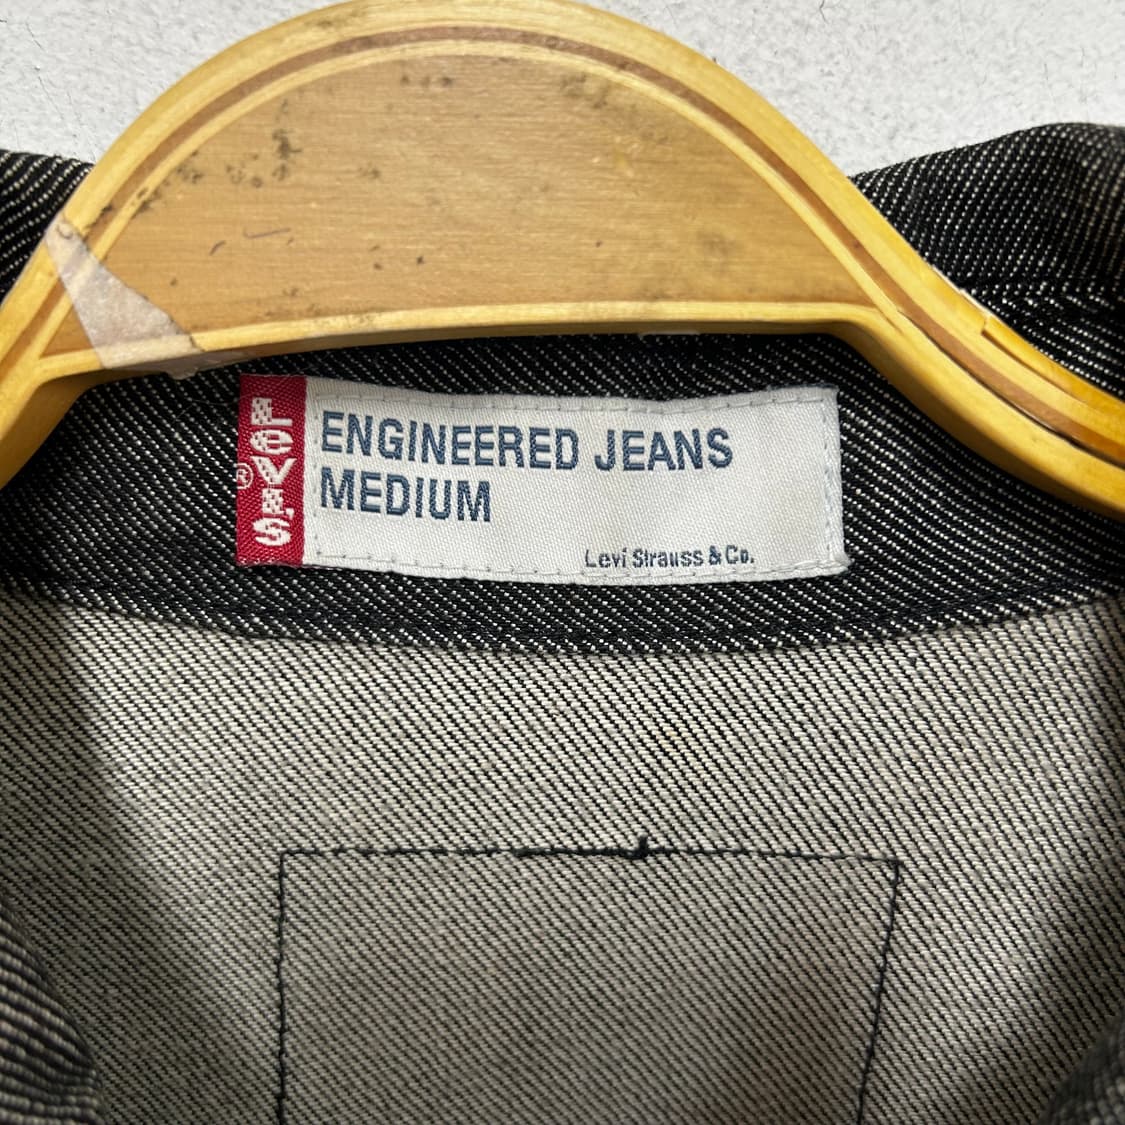 LEVI'S
®
ENGINEERED JEANS
MEDIUM
Levi Strauss & Co.